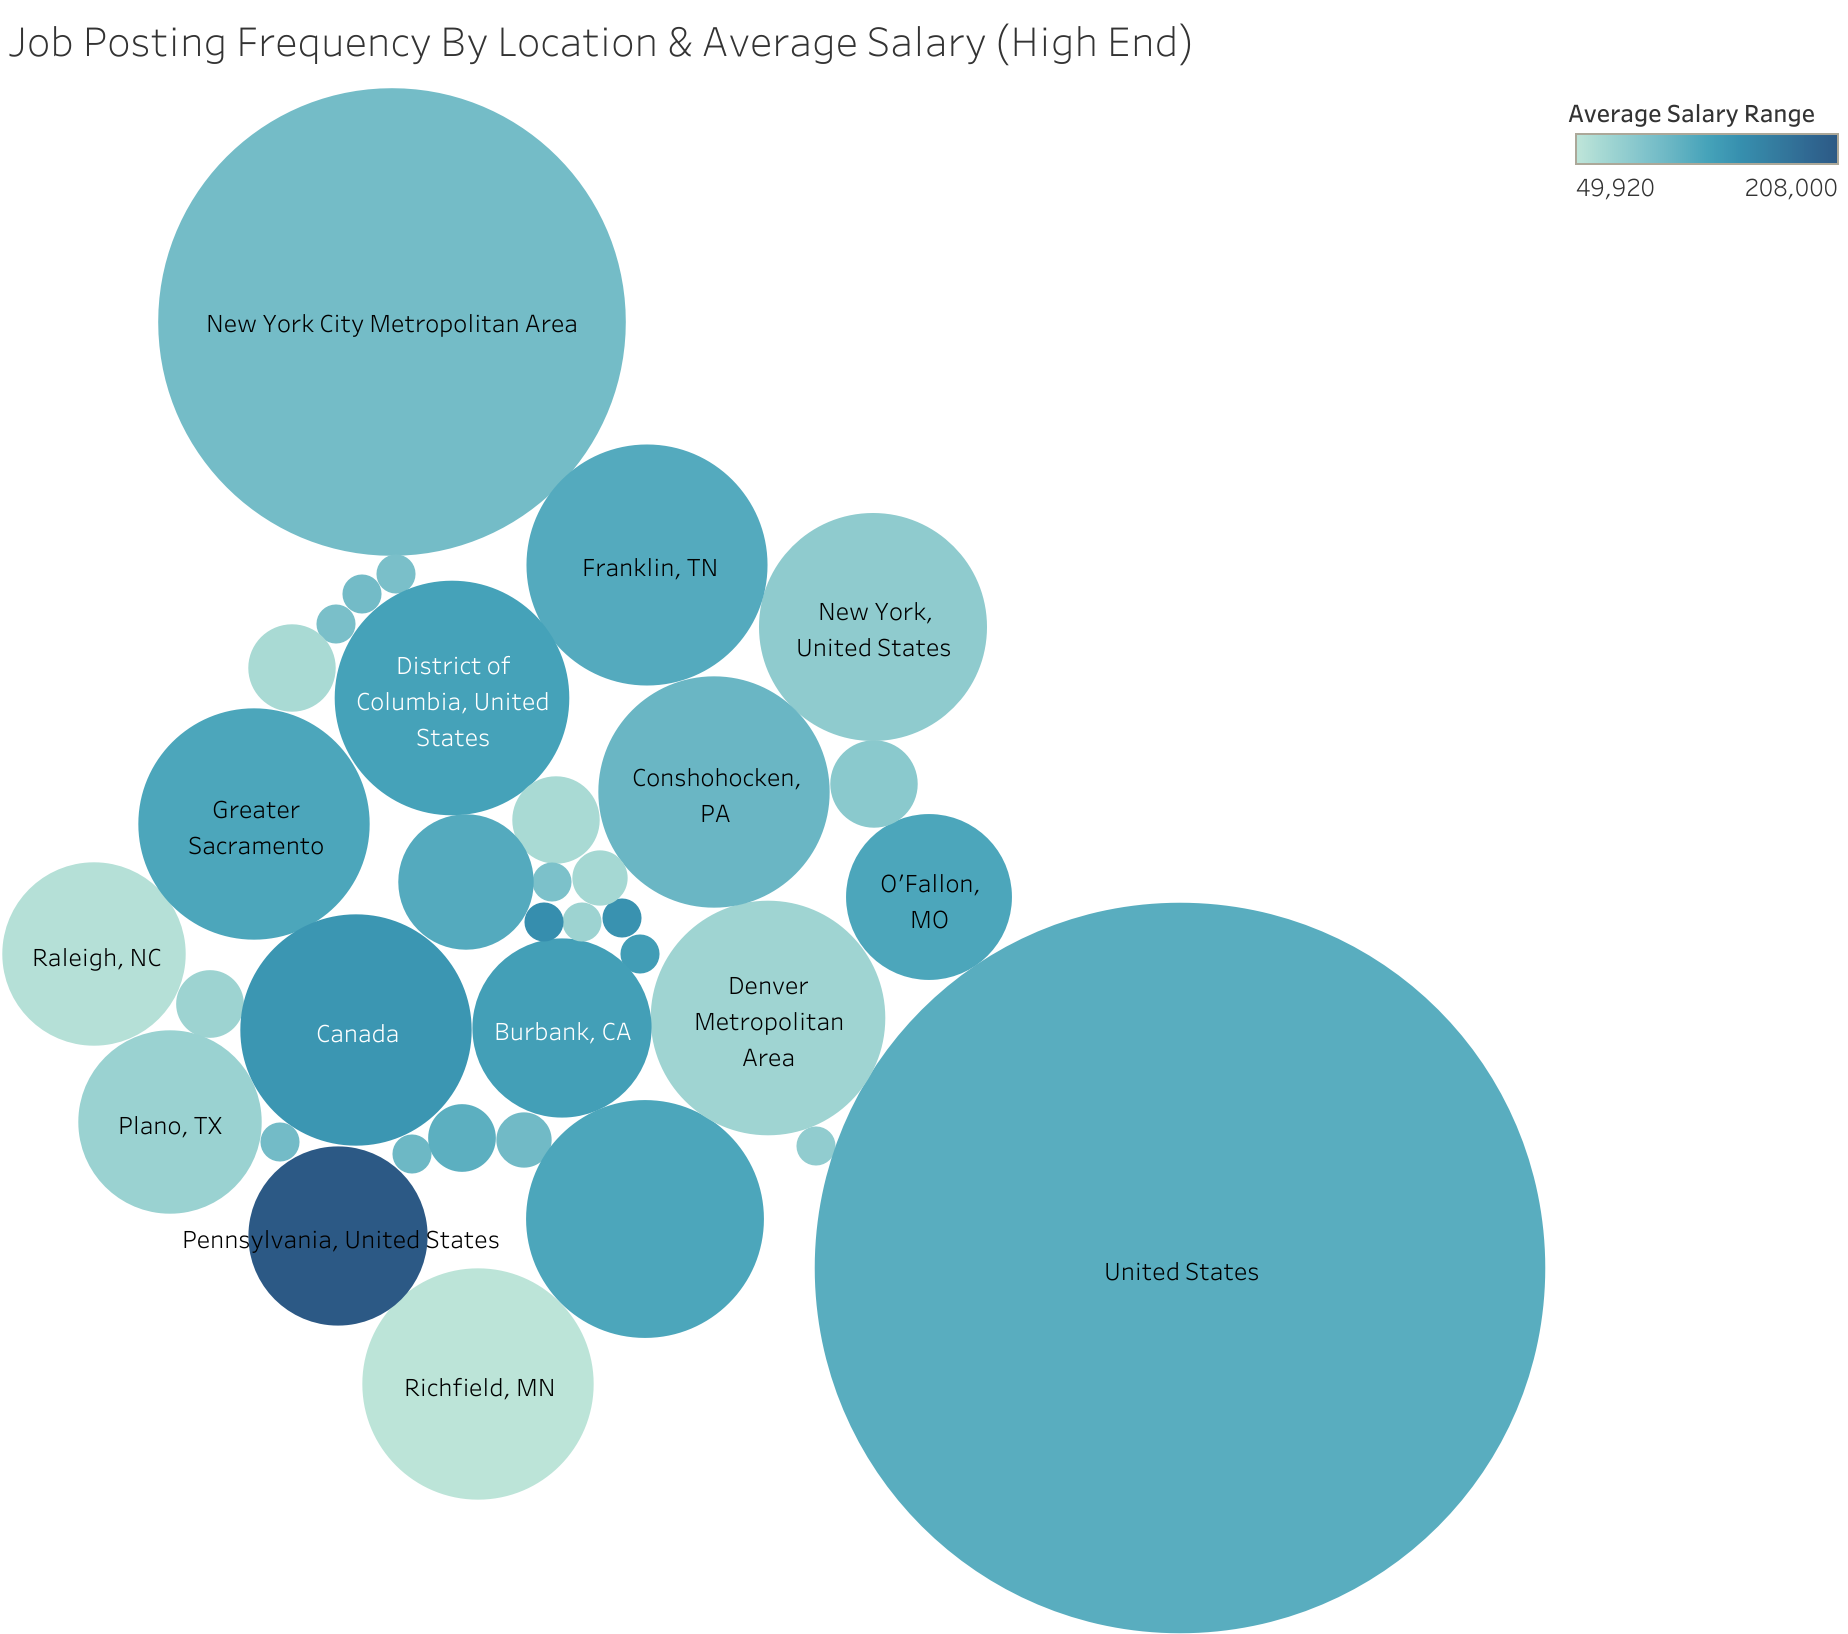 Job Posting Frequency By Location & Average Salary (High End)
Average Salary Range
49,920
208,000
New York City Metropolitan Area
Franklin, TN
New York,
United States
District of
Columbia, United
States
Conshohocken,
PA
Greater
Sacramento
O'Fallon,
MO
Raleigh, NC
Denver
Metropolitan
Area
Canada
Burbank, CA
Plano, TX
Pennsylvania, United States
United States
Richfield, MN